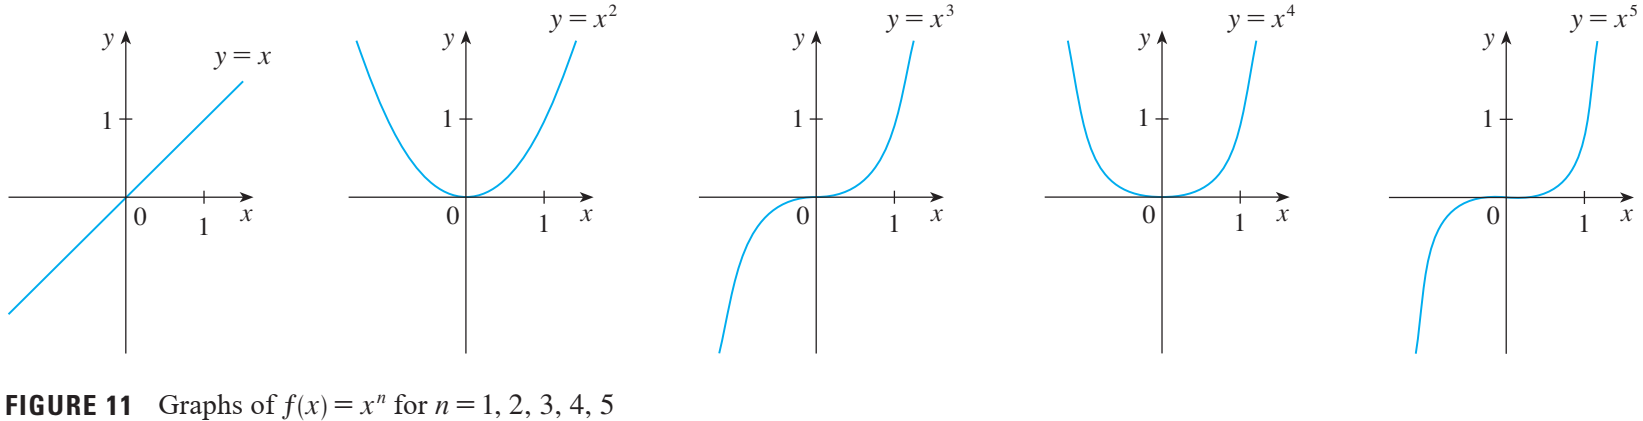 y = x
y
1
0
1
x
y = x²
y
1
0
1
x
y = x³
y
1
0
1
x
y = x⁴
y
1
0
1
x
y = x⁵
y
1
0
1
x
FIGURE 11 Graphs of f(x) = xⁿ for n = 1, 2, 3, 4, 5